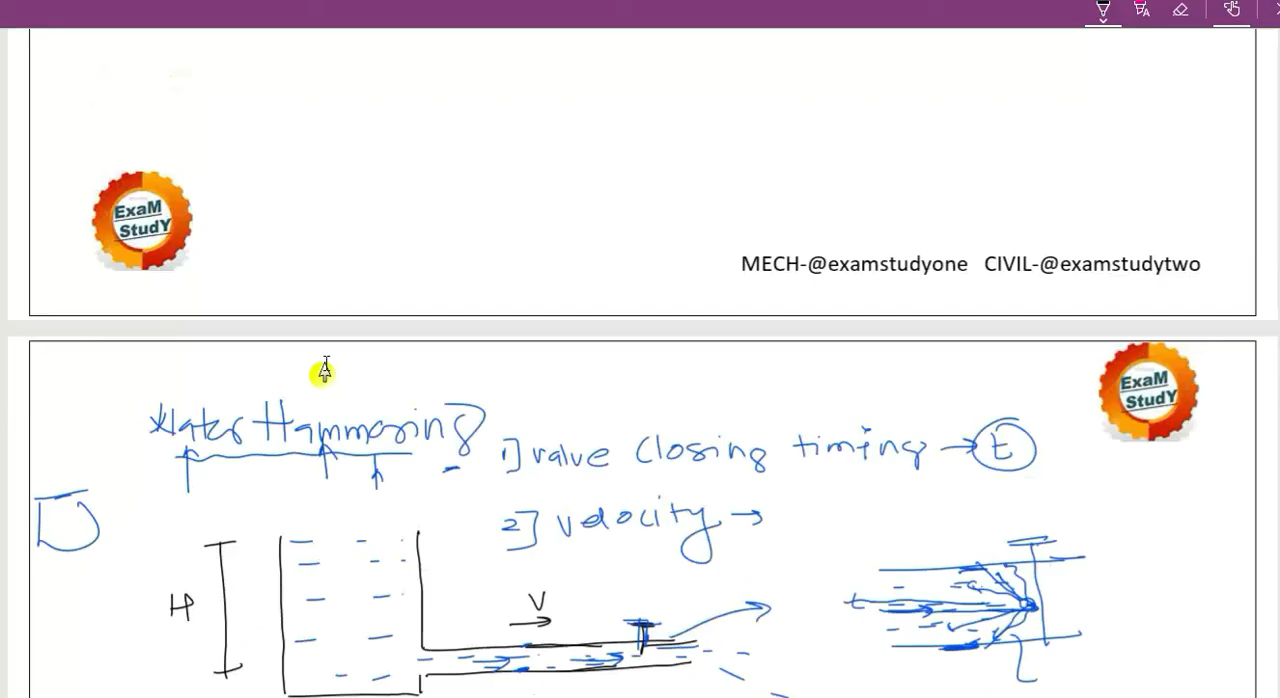 ExaM
StudY
MECH-@examstudyone CIVIL-@examstudytwo
ExaM
StudY
Water Hammering
1] valve closing timing → t
2] velocity →
H
V